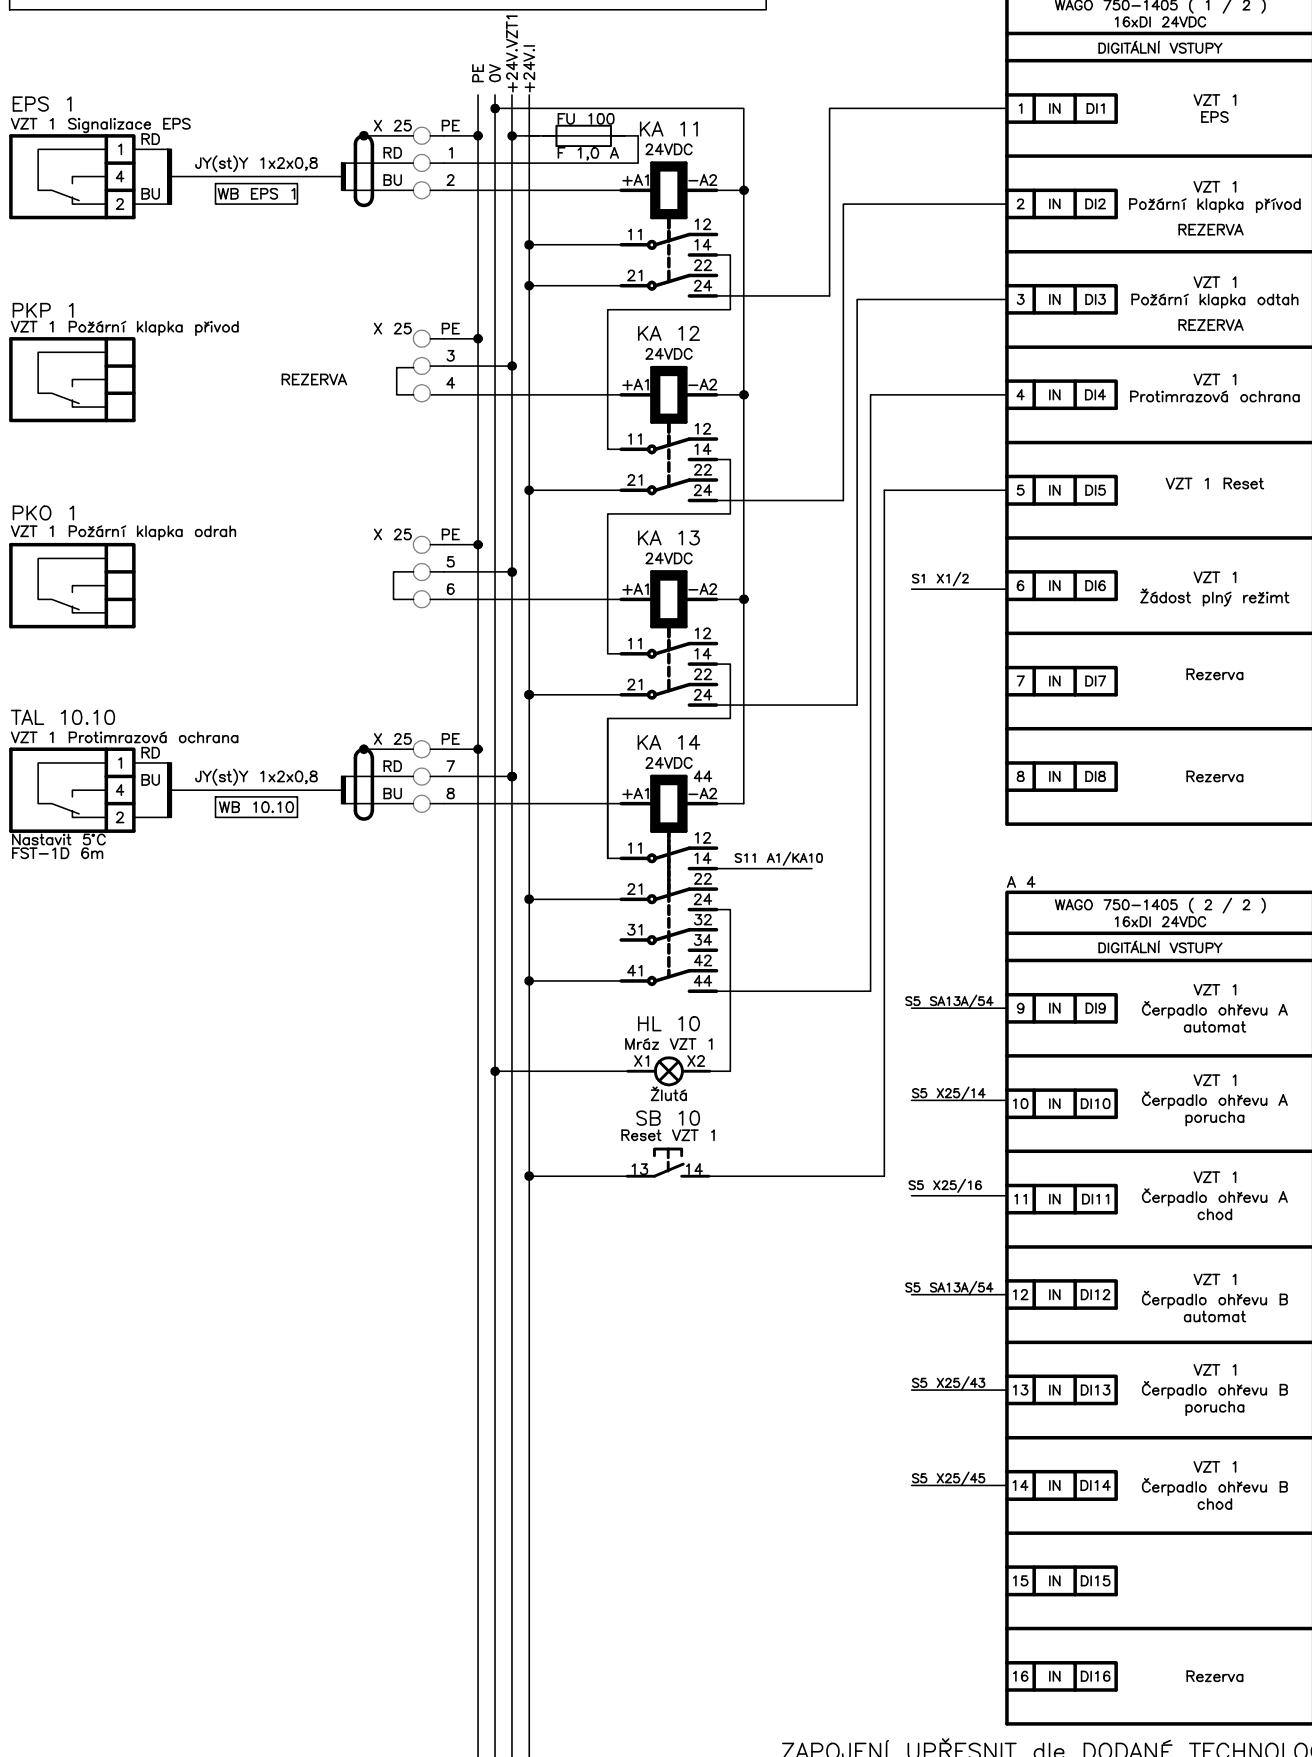 WAGO 750-1405 ( 1 / 2 )
16xDI 24VDC
DIGITÁLNÍ VSTUPY
1 IN DI1
VZT 1
EPS
2 IN DI2
VZT 1
Požární klapka přívod
REZERVA
3 IN DI3
VZT 1
Požární klapka odtah
REZERVA
4 IN DI4
VZT 1
Protimrazová ochrana
5 IN DI5
VZT 1 Reset
S1 X1/2
6 IN DI6
VZT 1
Žádost plný režimt
7 IN DI7
Rezerva
8 IN DI8
Rezerva
PE
0V
+24V.VZT1
+24V.I
EPS 1
VZT 1 Signalizace EPS
1
4
2
RD
BU
JY(st)Y 1x2x0,8
WB EPS 1
X 25 PE
RD 1
BU 2
FU 100
F 1,0 A
KA 11
24VDC
+A1 -A2
11 12
14
21 22
24
PKP 1
VZT 1 Požární klapka přivod
REZERVA
X 25 PE
3
4
KA 12
24VDC
+A1 -A2
11 12
14
21 22
24
PKO 1
VZT 1 Požární klapka odrah
X 25 PE
5
6
KA 13
24VDC
+A1 -A2
11 12
14
21 22
24
TAL 10.10
VZT 1 Protimrazová ochrana
1
4
2
RD
BU
JY(st)Y 1x2x0,8
WB 10.10
Nastavit 5°C
FST-1D 6m
X 25 PE
RD 7
BU 8
KA 14
24VDC
44
+A1 -A2
11 12
14 S11 A1/KA10
21 22
24
31 32
34
41 42
44
HL 10
Mráz VZT 1
X1 X2
Žlutá
SB 10
Reset VZT 1
13 14
A 4
WAGO 750-1405 ( 2 / 2 )
16xDI 24VDC
DIGITÁLNÍ VSTUPY
S5 SA13A/54
9 IN DI9
VZT 1
Čerpadlo ohřevu A
automat
S5 X25/14
10 IN DI10
VZT 1
Čerpadlo ohřevu A
porucha
S5 X25/16
11 IN DI11
VZT 1
Čerpadlo ohřevu A
chod
S5 SA13A/54
12 IN DI12
VZT 1
Čerpadlo ohřevu B
automat
S5 X25/43
13 IN DI13
VZT 1
Čerpadlo ohřevu B
porucha
S5 X25/45
14 IN DI14
VZT 1
Čerpadlo ohřevu B
chod
15 IN DI15
16 IN DI16
Rezerva
ZAPOJENÍ UPŘESNIT dle DODANÉ